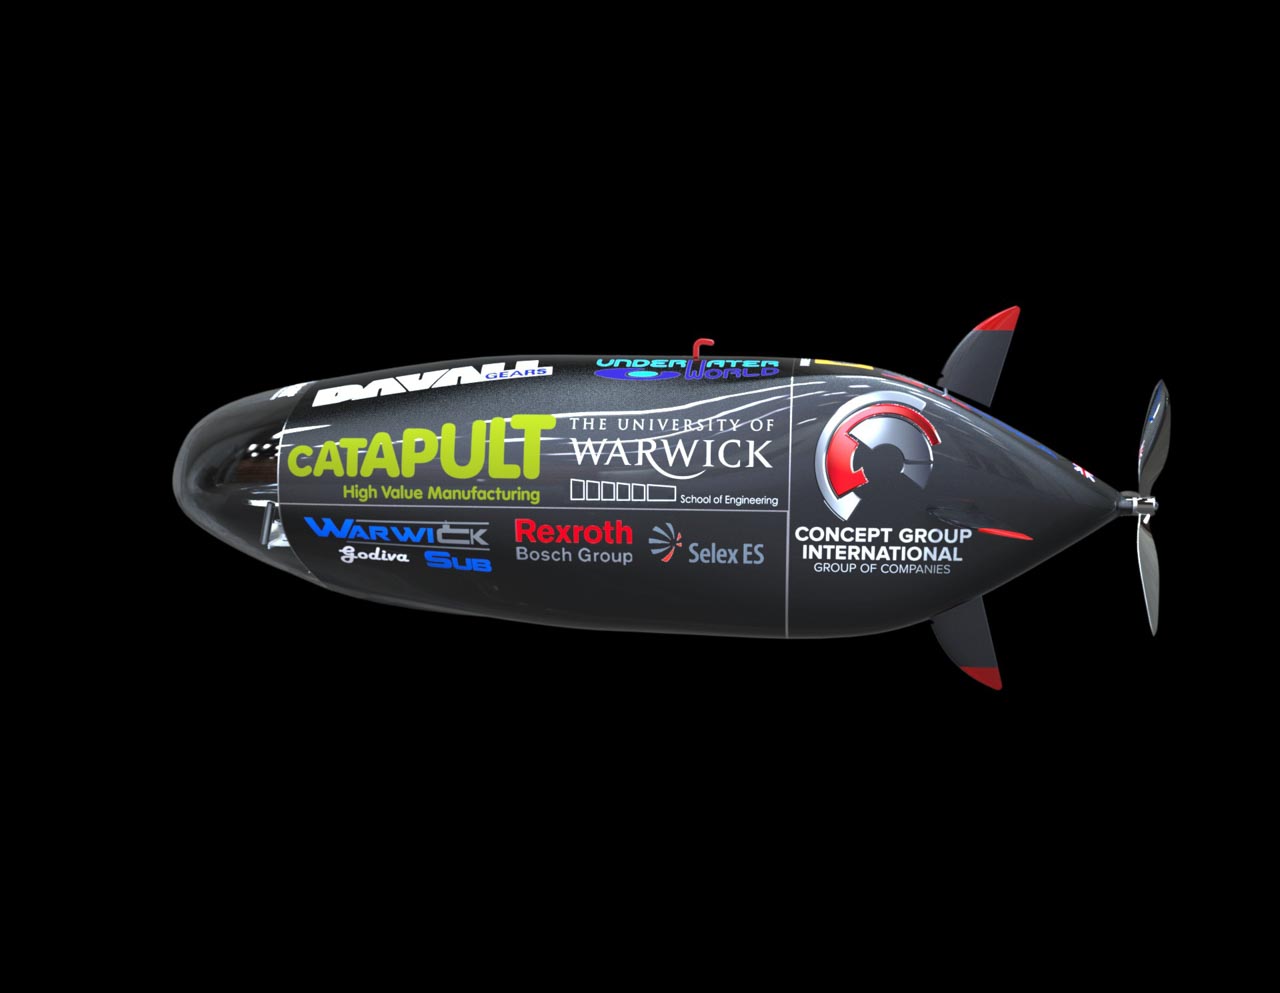 DAVALL
GEARS
UNDERWATER
WORLD
CATAPULT
High Value Manufacturing
THE UNIVERSITY OF
WARWICK
School of Engineering
WARWICK
Godiva SUB
Rexroth
Bosch Group
Selex ES
CONCEPT GROUP
INTERNATIONAL
GROUP OF COMPANIES